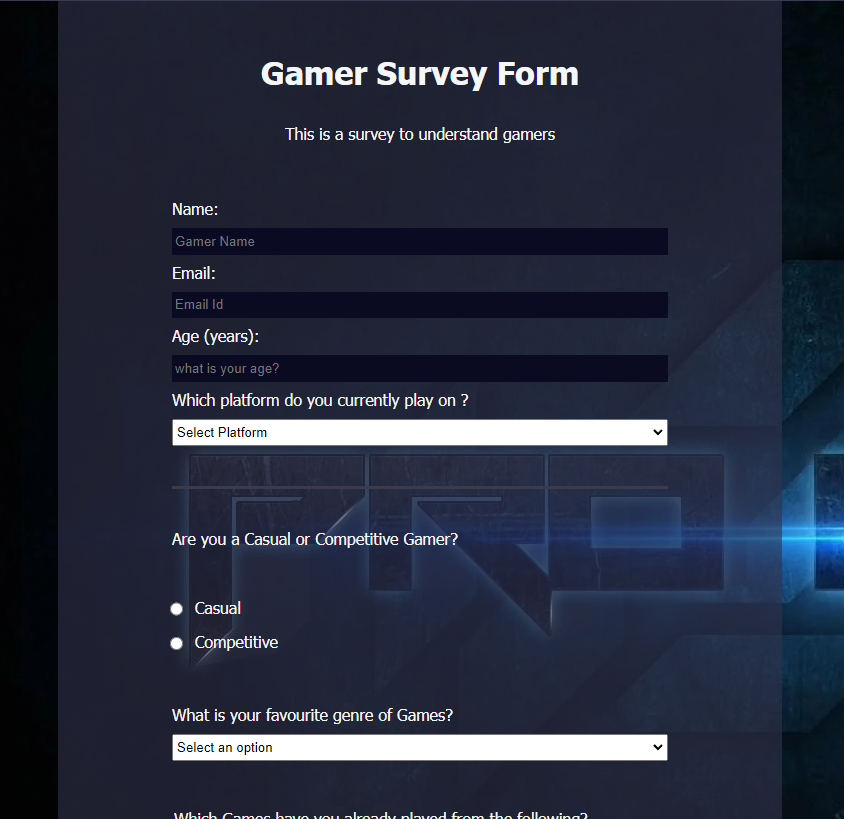 Gamer Survey Form
This is a survey to understand gamers
Name:
Gamer Name
Email:
Email Id
Age (years):
what is your age?
Which platform do you currently play on ?
Select Platform
PRO
Are you a Casual or Competitive Gamer?
Casual
Competitive
What is your favourite genre of Games?
Select an option
Which Games have you already played from the following?